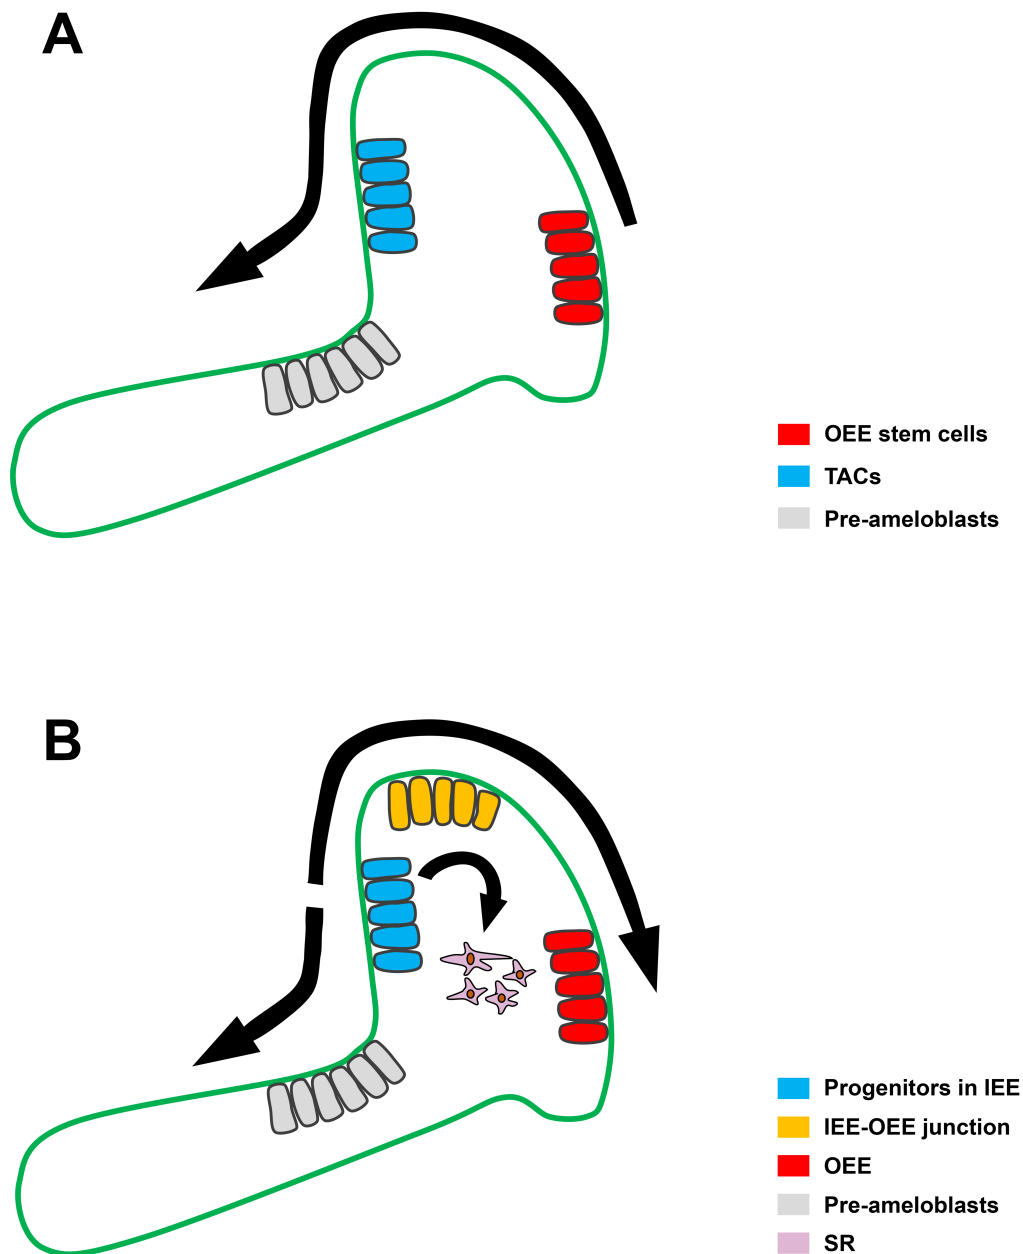 A
OEE stem cells
TACs
Pre-ameloblasts
B
Progenitors in IEE
IEE-OEE junction
OEE
Pre-ameloblasts
SR